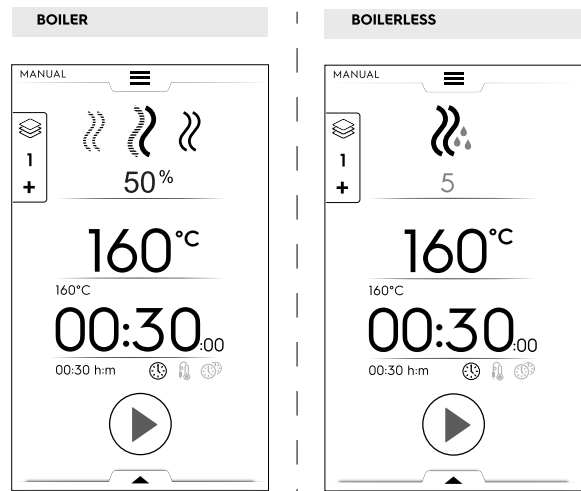 BOILER
MANUAL
1
+
50%
160°C
160°C
00:30:00
00:30 h:m
BOILERLESS
MANUAL
1
+
5
160°C
160°C
00:30:00
00:30 h:m